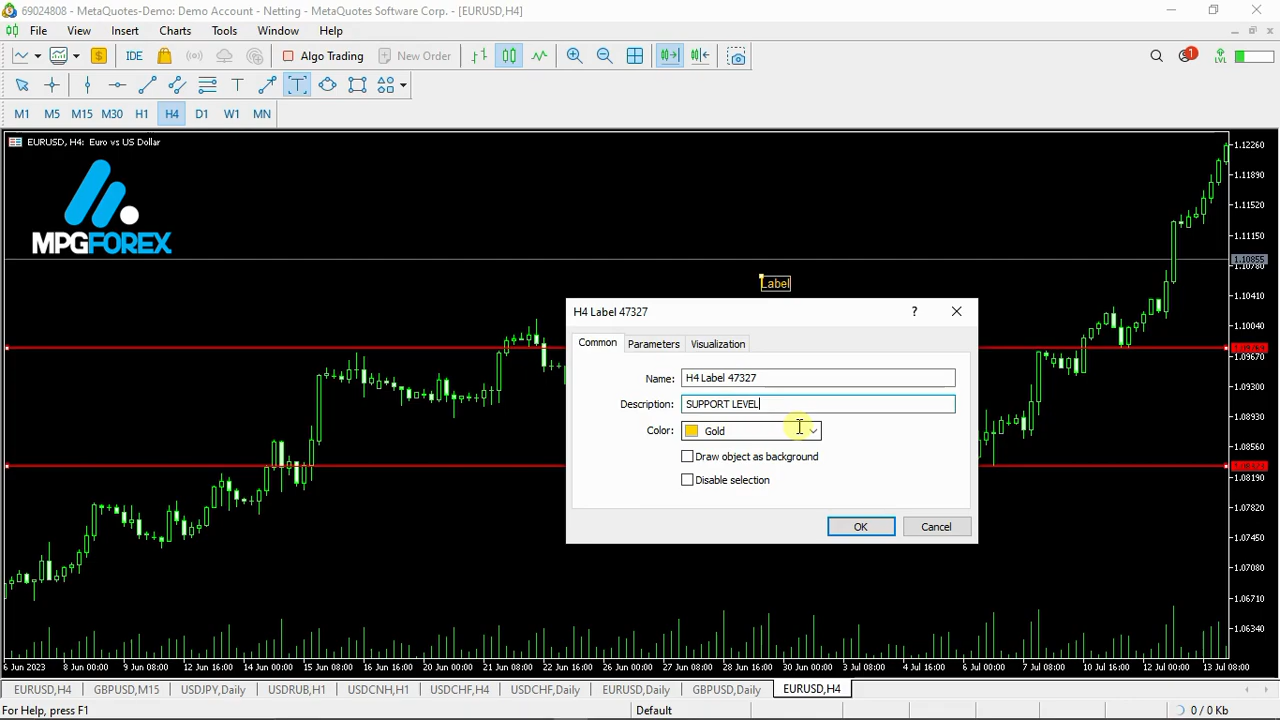 69024808 - MetaQuotes-Demo: Demo Account - Netting - MetaQuotes Software Corp. - [EURUSD,H4]
File View Insert Charts Tools Window Help
$ IDE Algo Trading New Order 1 LVL
T T
M1 M5 M15 M30 H1 H4 D1 W1 MN
EURUSD, H4: Euro vs US Dollar
1.12260
1.11890
1.11520
MPGFOREX
1.11150
1.10855
1.10780
Label
1.10410
H4 Label 47327 ?
1.10040
Common Parameters Visualization
1.09670
Name: H4 Label 47327
1.09300
Description: SUPPORT LEVEL
1.08930
Color: Gold
Draw object as background
1.08560
Disable selection
1.08190
1.07820
OK Cancel
1.07450
1.07080
1.06710
1.06340
6 Jun 2023 8 Jun 00:00 9 Jun 08:00 12 Jun 16:00 14 Jun 00:00 15 Jun 08:00 16 Jun 16:00 20 Jun 00:00 21 Jun 08:00 22 Jun 16:00 26 Jun 00:00 27 Jun 08:00 28 Jun 16:00 30 Jun 00:00 3 Jul 08:00 4 Jul 16:00 6 Jul 00:00 7 Jul 08:00 10 Jul 16:00 12 Jul 00:00 13 Jul 08:00
EURUSD,H4 GBPUSD,M15 USDJPY,Daily USDRUB,H1 USDCNH,H1 USDCHF,H4 USDCHF,Daily EURUSD,Daily GBPUSD,Daily EURUSD,H4
For Help, press F1 Default 0 / 0 Kb